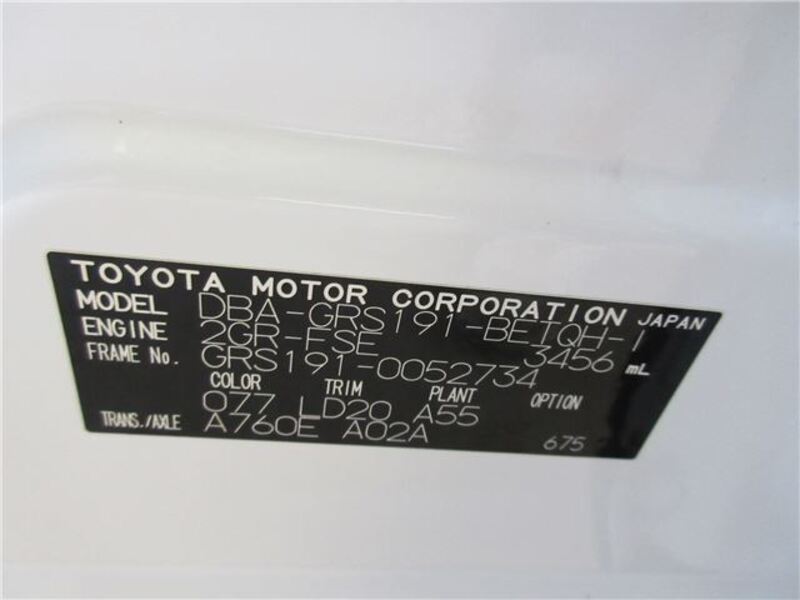 TOYOTA MOTOR CORPORATION JAPAN
MODEL DBA-GRS191-BETQH-I
ENGINE 2GR-FSE 3456 mL
FRAME No. GRS191-0052734
COLOR TRIM PLANT OPTION
077 LD20 A55
TRANS./AXLE A760E A02A 675